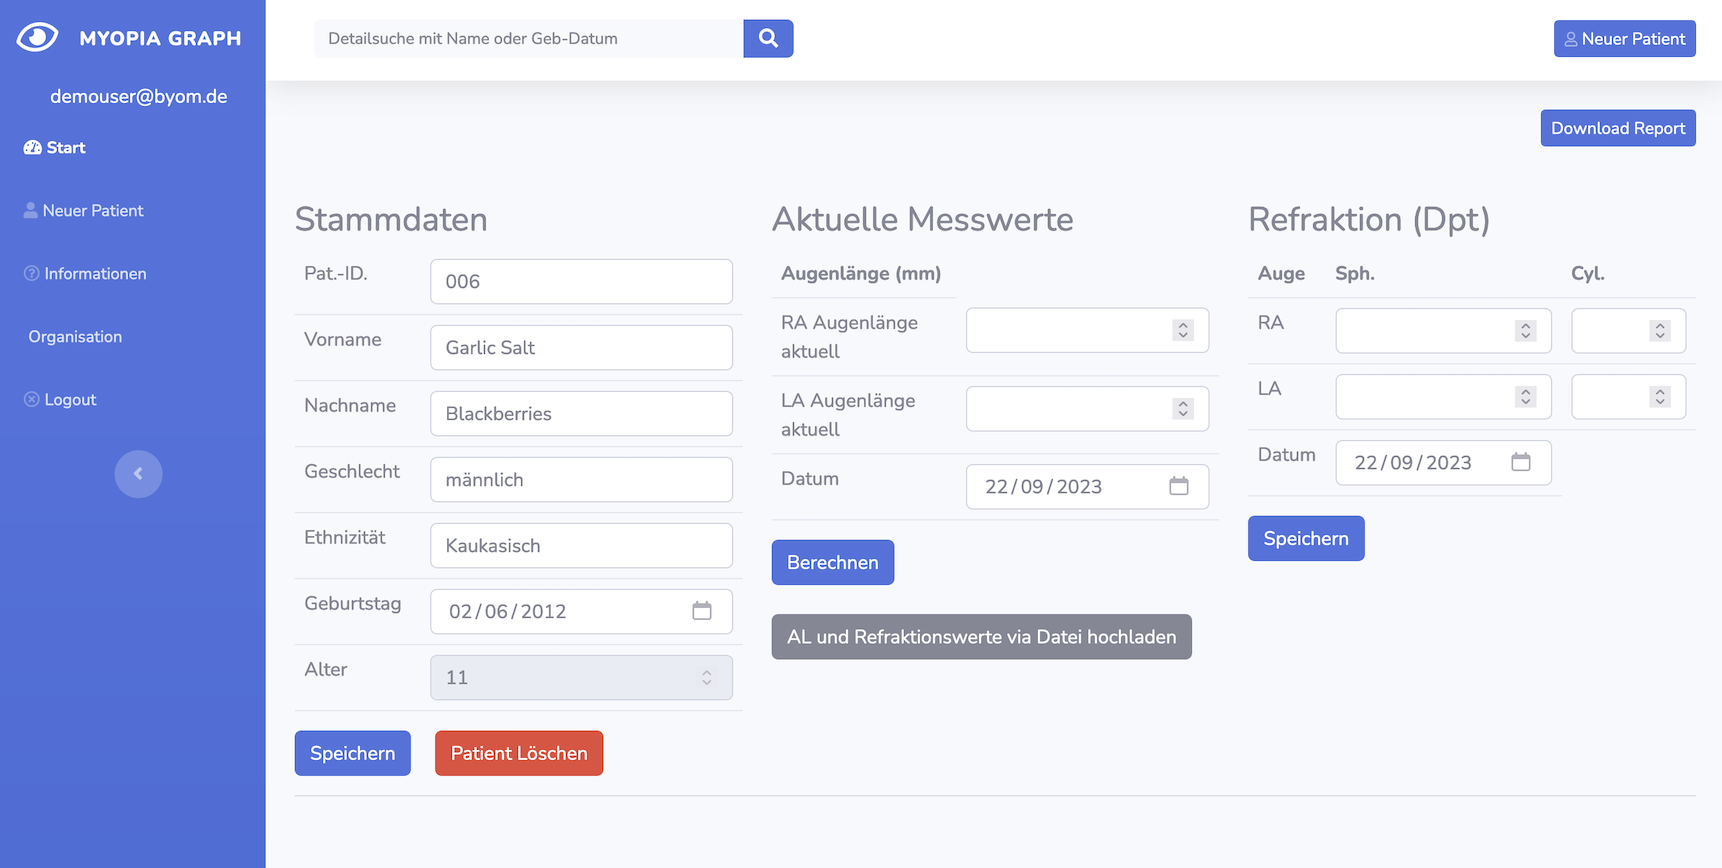 MYOPIA GRAPH
demouser@byom.de
Start
Neuer Patient
Informationen
Organisation
Logout
Detailsuche mit Name oder Geb-Datum
Neuer Patient
Download Report
Stammdaten
Pat.-ID.
006
Vorname
Garlic Salt
Nachname
Blackberries
Geschlecht
männlich
Ethnizität
Kaukasisch
Geburtstag
02/06/2012
Alter
11
Speichern
Patient Löschen
Aktuelle Messwerte
Augenlänge (mm)
RA Augenlänge
aktuell
LA Augenlänge
aktuell
Datum
22/09/2023
Berechnen
AL und Refraktionswerte via Datei hochladen
Refraktion (Dpt)
Auge Sph. Cyl.
RA
LA
Datum
22/09/2023
Speichern